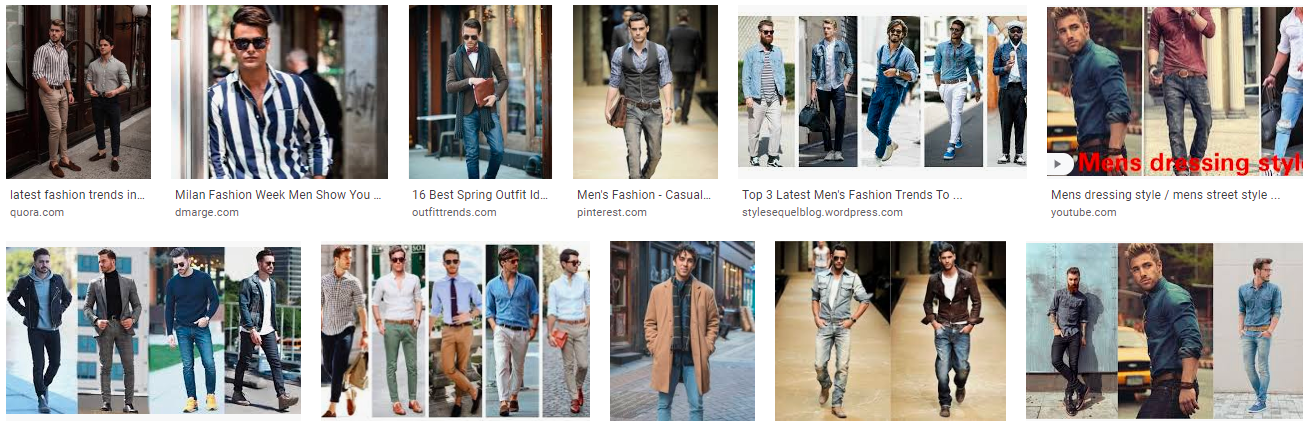 Mens dressing styl
latest fashion trends in...
quora.com
Milan Fashion Week Men Show You ...
dmarge.com
16 Best Spring Outfit Id...
outfittrends.com
Men's Fashion - Casual...
pinterest.com
Top 3 Latest Men's Fashion Trends To ...
stylesequelblog.wordpress.com
Mens dressing style / mens street style ...
youtube.com